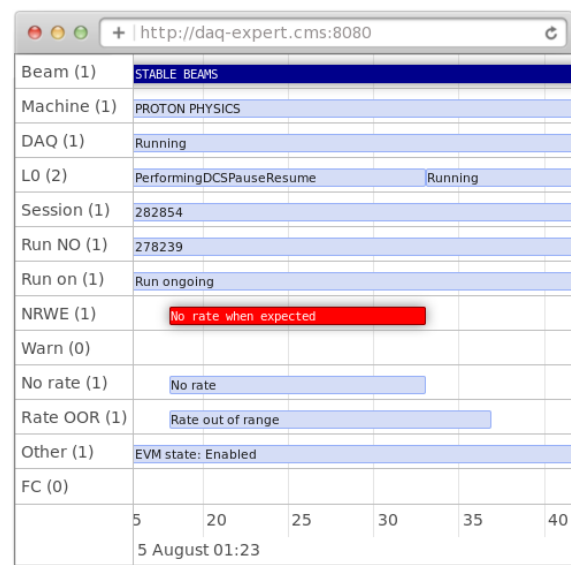 + http://daq-expert.cms:8080
Beam (1) STABLE BEAMS
Machine (1) PROTON PHYSICS
DAQ (1) Running
L0 (2) PerformingDCSPauseResume Running
Session (1) 282854
Run NO (1) 278239
Run on (1) Run ongoing
NRWE (1) No rate when expected
Warn (0)
No rate (1) No rate
Rate OOR (1) Rate out of range
Other (1) EVM state: Enabled
FC (0)
5 20 25 30 35 40
5 August 01:23